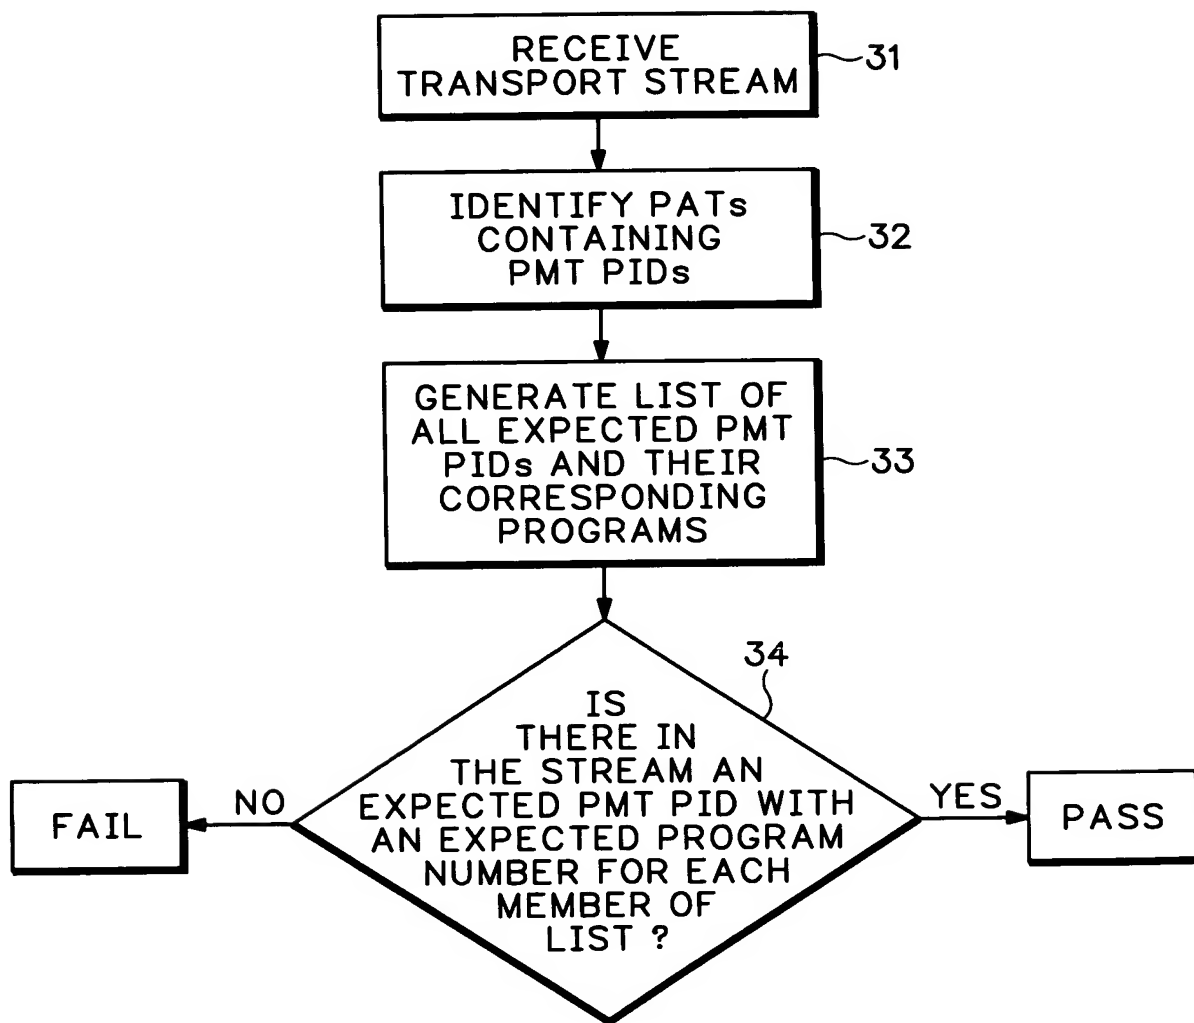 RECEIVE
TRANSPORT STREAM
31
IDENTIFY PATs
CONTAINING
PMT PIDs
32
GENERATE LIST OF
ALL EXPECTED PMT
PIDs AND THEIR
CORRESPONDING
PROGRAMS
33
34
IS
THERE IN
THE STREAM AN
EXPECTED PMT PID WITH
AN EXPECTED PROGRAM
NUMBER FOR EACH
MEMBER OF
LIST ?
NO
FAIL
YES
PASS